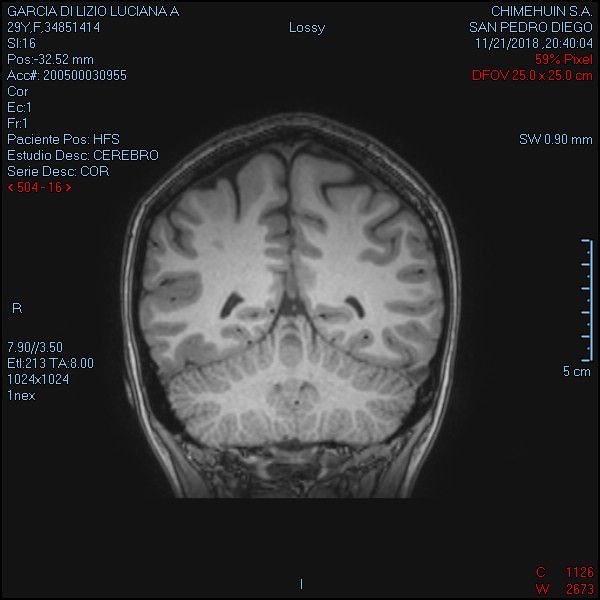 GARCIA DI LIZIO LUCIANA A
29Y,F,34851414
Sl:16
Pos:-32.52 mm
Acc#: 200500030955
Cor
Ec:1
Fr:1
Paciente Pos: HFS
Estudio Desc: CEREBRO
Serie Desc: COR
< 504 - 16 >
Lossy
CHIMEHUIN S.A.
SAN PEDRO DIEGO
11/21/2018 ,20:40:04
59% Pixel
DFOV 25.0 x 25.0 cm
SW 0.90 mm
R
7.90//3.50
Etl:213 TA:8.00
1024x1024
1nex
5 cm
I
C 1126
W 2673